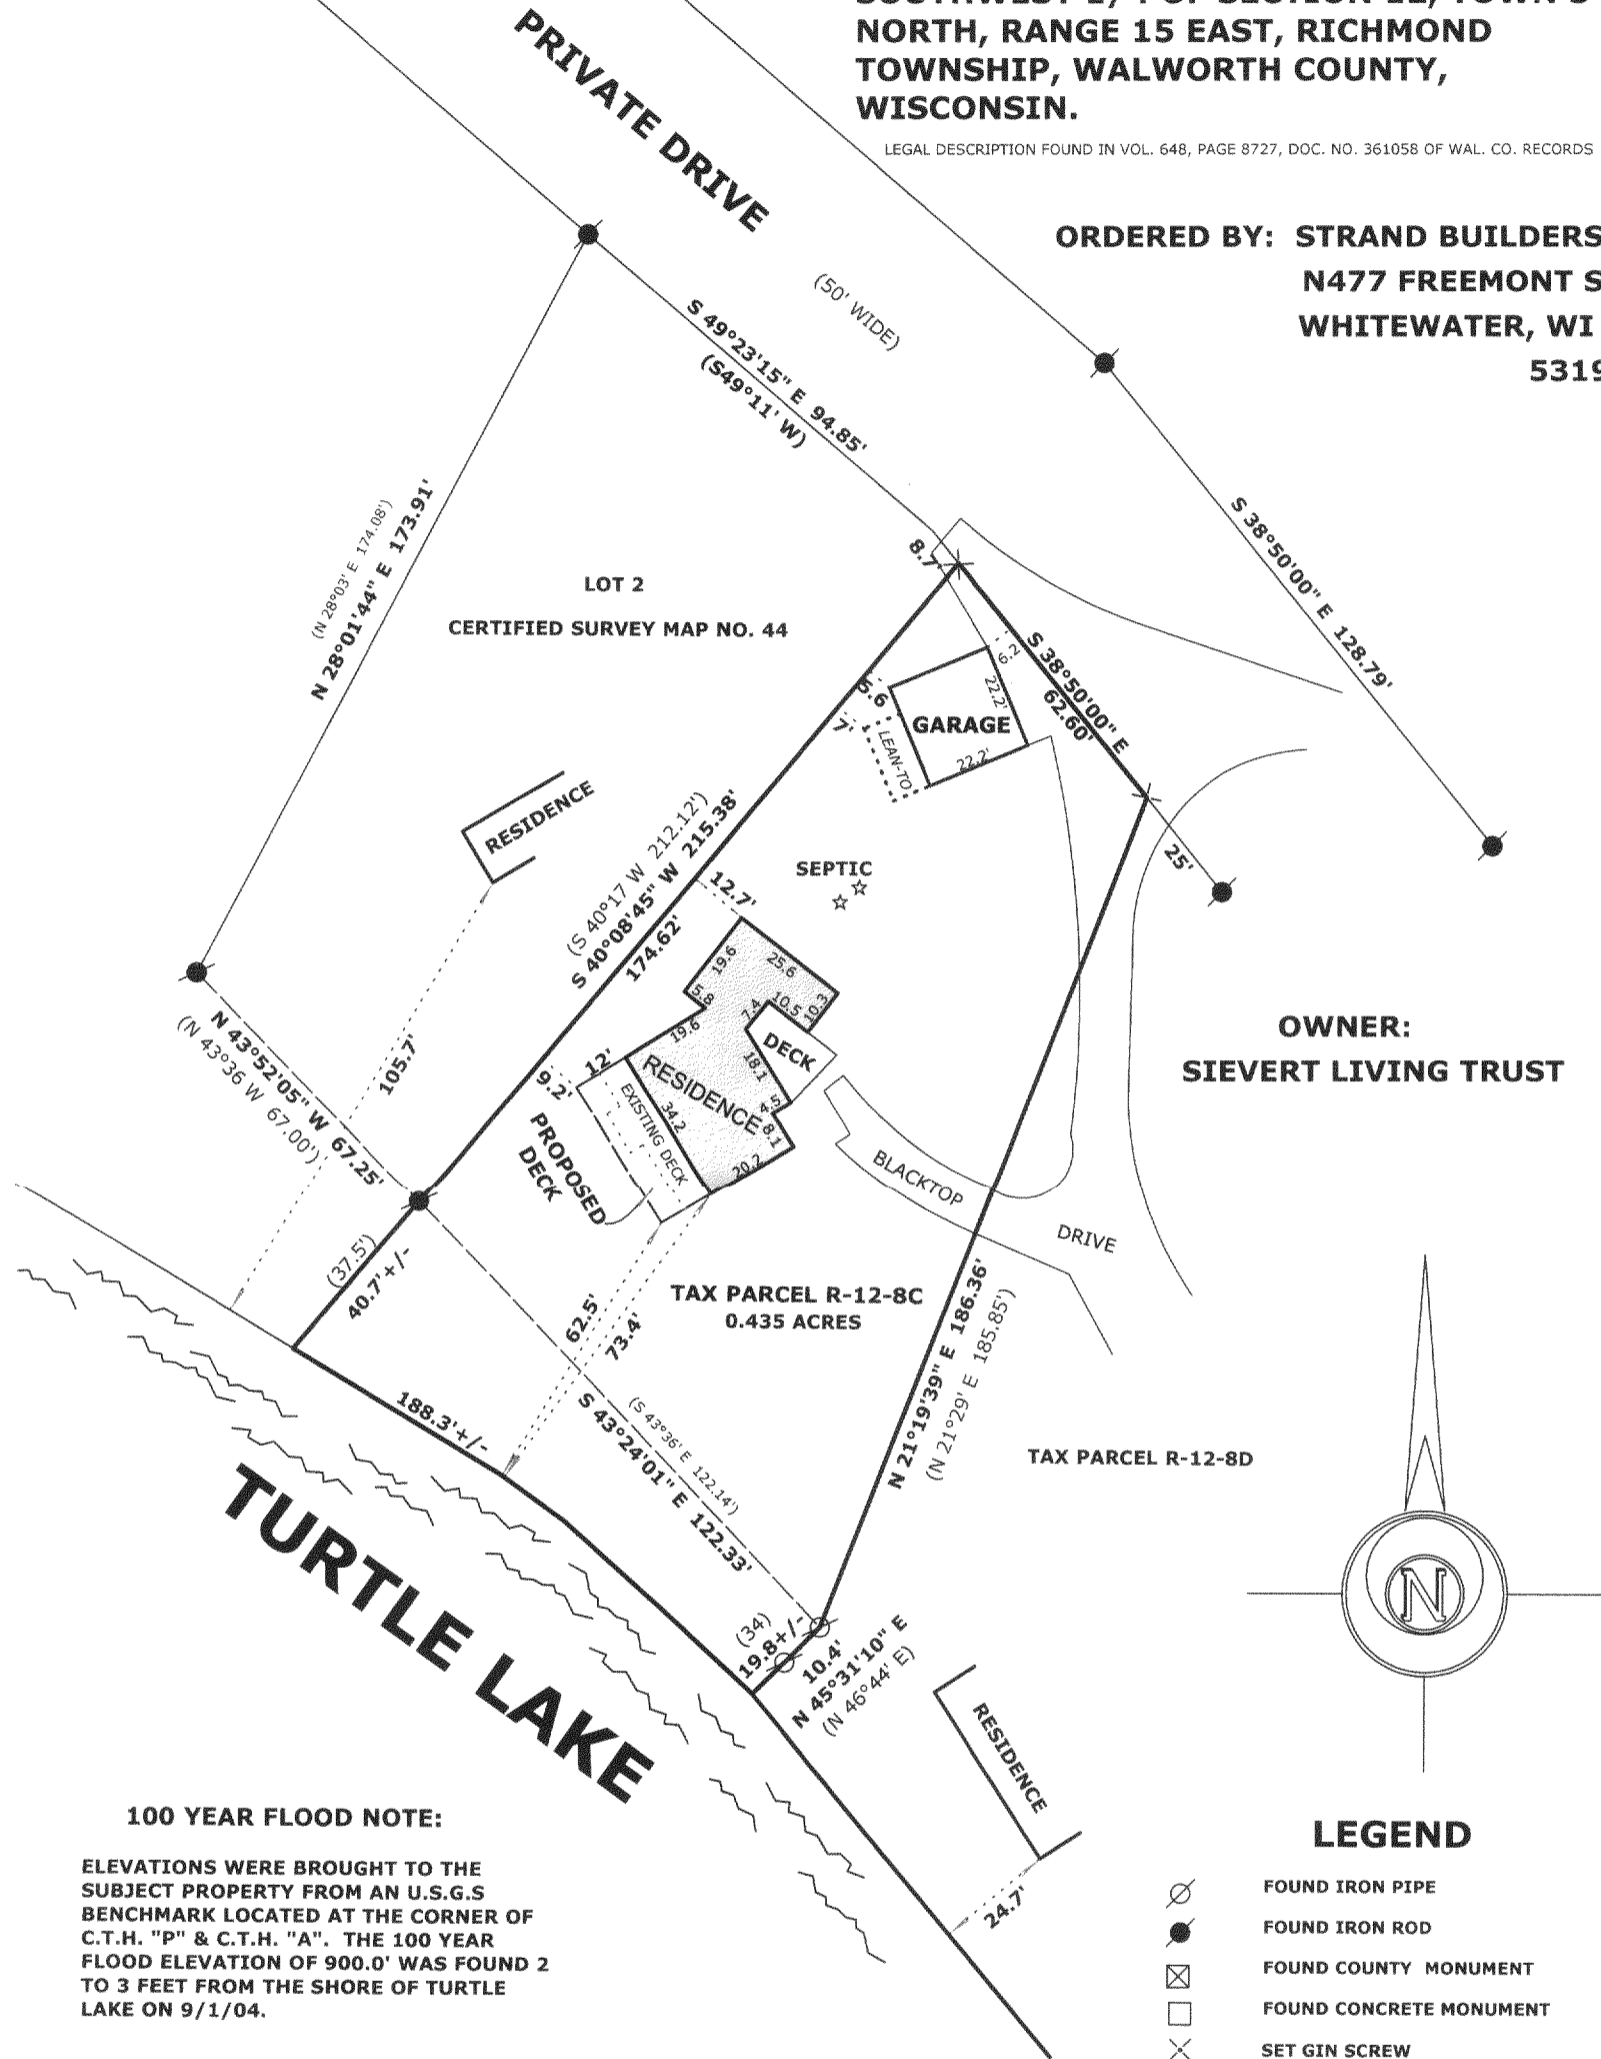 NORTH, RANGE 15 EAST, RICHMOND
TOWNSHIP, WALWORTH COUNTY,
WISCONSIN.
LEGAL DESCRIPTION FOUND IN VOL. 648, PAGE 8727, DOC. NO. 361058 OF WAL. CO. RECORDS
PRIVATE DRIVE
(50' WIDE)
ORDERED BY: STRAND BUILDERS
N477 FREEMONT S
WHITEWATER, WI
5319
S 49°23'15" E 94.85'
(S49°11' W)
(N 28°03' E 174.08')
N 28°01'44" E 173.91'
LOT 2
CERTIFIED SURVEY MAP NO. 44
8.7'
S 38°50'00" E 128.79'
S 38°50'00" E
62.60'
6.2'
22.2'
5.6'
7'
GARAGE
LEAN-TO
22.2'
25'
RESIDENCE
(S 40°17 W 212.12')
S 40°08'45" W 215.38'
174.62'
SEPTIC
12.7'
19.6
25.6
5.8
10.3
10.5
7.4
19.6
DECK
18.1
RESIDENCE
4.5
8.1
34.2
20.2
12'
9.2'
EXISTING DECK
PROPOSED
DECK
105.7'
N 43°52'05" W 67.25'
(N 43°36 W 67.00')
OWNER:
SIEVERT LIVING TRUST
BLACKTOP
DRIVE
(37.5')
40.7'+/-
62.5'
73.4'
TAX PARCEL R-12-8C
0.435 ACRES
N 21°19'39" E 186.36'
(N 21°29' E 185.85')
188.3'+/-
(S 43°36' E 122.14')
S 43°24'01" E 122.33'
TAX PARCEL R-12-8D
TURTLE LAKE
(34)
19.8+/-
10.4'
N 45°31'10" E
(N 46°44' E)
N
RESIDENCE
24.7'
100 YEAR FLOOD NOTE:
ELEVATIONS WERE BROUGHT TO THE
SUBJECT PROPERTY FROM AN U.S.G.S
BENCHMARK LOCATED AT THE CORNER OF
C.T.H. "P" & C.T.H. "A". THE 100 YEAR
FLOOD ELEVATION OF 900.0' WAS FOUND 2
TO 3 FEET FROM THE SHORE OF TURTLE
LAKE ON 9/1/04.
LEGEND
FOUND IRON PIPE
FOUND IRON ROD
FOUND COUNTY MONUMENT
FOUND CONCRETE MONUMENT
SET GIN SCREW